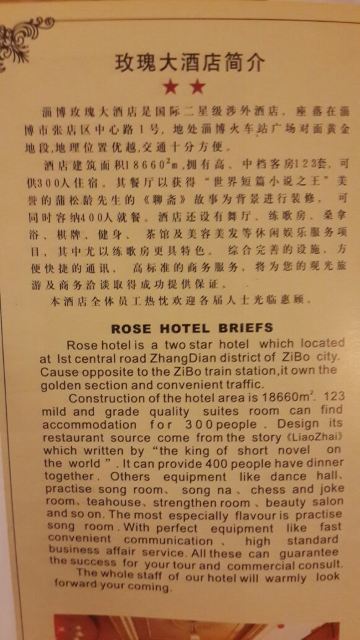 玫瑰大酒店简介
★ ★
淄博玫瑰大酒店是国际二星级涉外酒店。座落在淄
博市张店区中心路1号,地处淄博火车站广场对面黄金
地段,地理位置优越,交通十分方便。
酒店建筑面积18660㎡,拥有高、中档客房123套,可
供300人住宿。其餐厅以获得“世界短篇小说之王”美
誉的蒲松龄先生的《聊斋》故事为背景进行装修,可
同时容纳400人就餐。酒店还设有舞厅、练歌房、桑拿
浴、棋牌、健身、茶馆及美容美发等休闲娱乐服务项
目,其中尤以练歌房更具特色。综合完善的设施、方
便快捷的通讯、高标准的商务服务,将为您的观光旅
游及商务洽谈取得成功提供保证。
本酒店全体员工热忱欢迎各届人士光临惠顾。
ROSE HOTEL BRIEFS
Rose hotel is a two star hotel which located
at Ist central road ZhangDian district of ZiBo city.
Cause opposite to the ZiBo train station,it own the
golden section and convenient traffic.
Construction of the hotel area is 18660m². 123
mild and grade quality suites room can find
accommodation for 300people. Design its
restaurant source come from the story《LiaoZhai》
which written by “the king of short novel on
the world”. It can provide 400 people have dinner
together. Others equipment like dance hall、
practise song room、song na、chess and joke
room、teahouse、strengthen room、beauty salon
and so on. The most especially flavour is practise
song room. With perfect equipment like fast
convenient communication、high standard
business affair service. All these can guarantee
the success for your tour and commercial consult.
The whole staff of our hotel will warmly look
forward your coming.